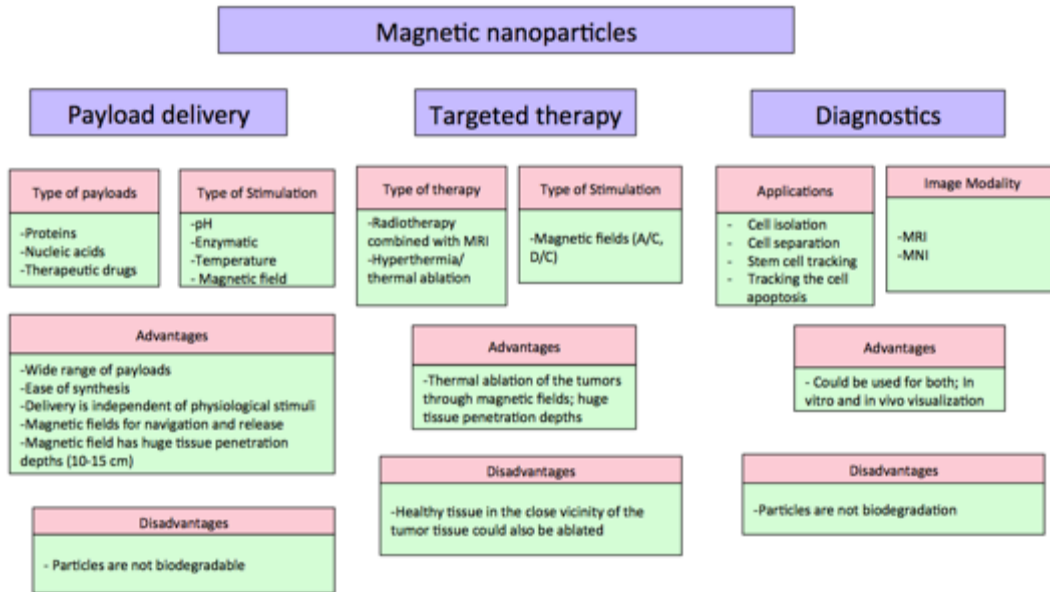 Magnetic nanoparticles
Payload delivery
Type of payloads
-Proteins
-Nucleic acids
-Therapeutic drugs
Type of Stimulation
-pH
-Enzymatic
-Temperature
- Magnetic field
Advantages
-Wide range of payloads
-Ease of synthesis
-Delivery is independent of physiological stimuli
-Magnetic fields for navigation and release
-Magnetic field has huge tissue penetration
depths (10-15 cm)
Disadvantages
- Particles are not biodegradable
Targeted therapy
Type of therapy
-Radiotherapy
combined with MRI
-Hyperthermia/
thermal ablation
Type of Stimulation
-Magnetic fields (A/C,
D/C)
Advantages
-Thermal ablation of the tumors
through magnetic fields; huge
tissue penetration depths
Disadvantages
-Healthy tissue in the close vicinity of the
tumor tissue could also be ablated
Diagnostics
Applications
- Cell isolation
- Cell separation
- Stem cell tracking
- Tracking the cell
apoptosis
Image Modality
-MRI
-MNI
Advantages
- Could be used for both; In
vitro and in vivo visualization
Disadvantages
-Particles are not biodegradation